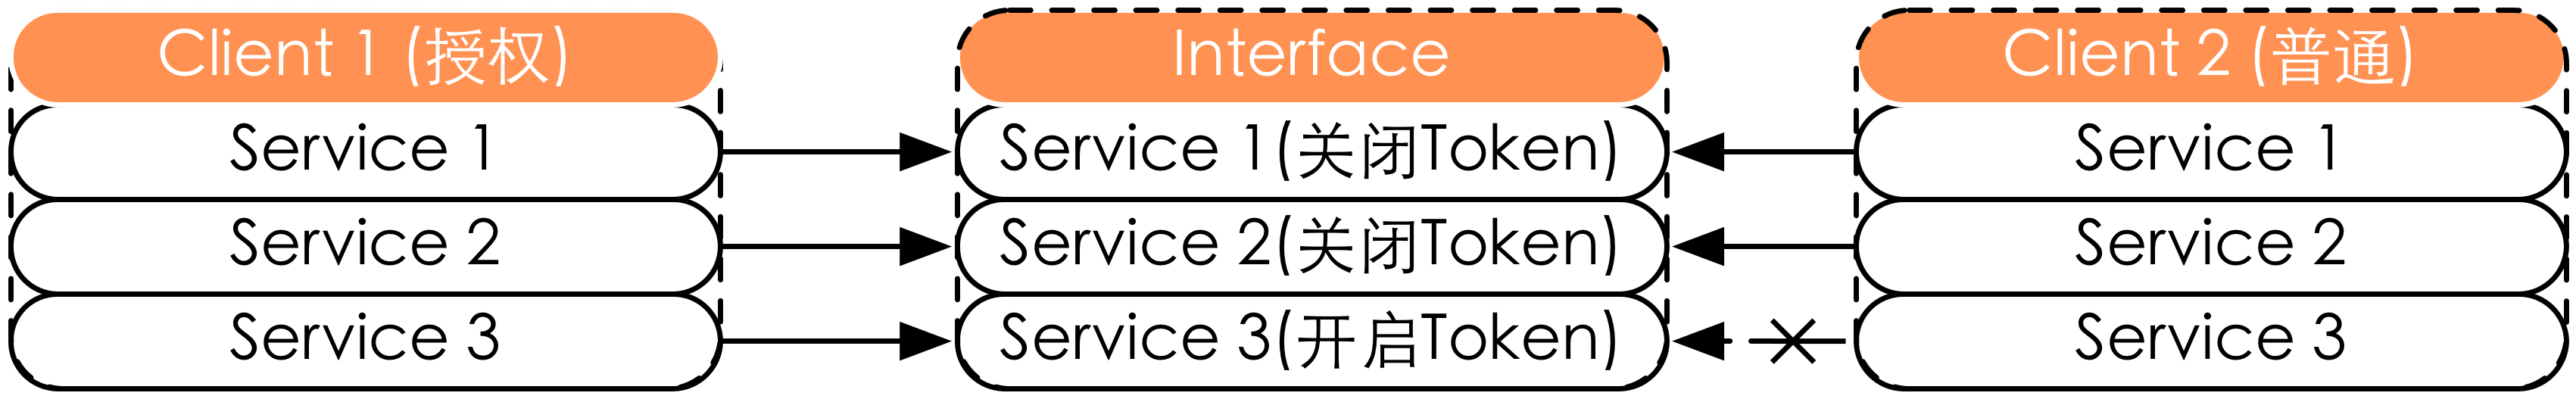 Client 1 (授权)
Service 1
Service 2
Service 3
Interface
Service 1(关闭Token)
Service 2(关闭Token)
Service 3(开启Token)
Client 2 (普通)
Service 1
Service 2
Service 3